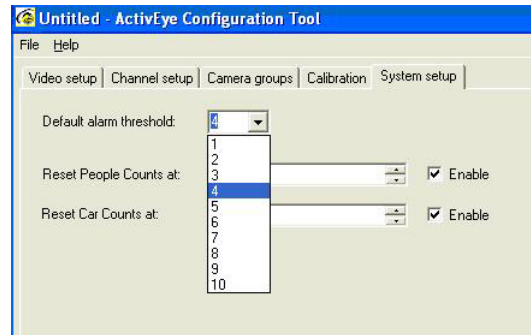 Untitled - ActivEye Configuration Tool
File Help
Video setup Channel setup Camera groups Calibration System setup
Default alarm threshold: 4
1
2
Reset People Counts at: 3 Enable
4
5
Reset Car Counts at: 6 Enable
7
8
9
10